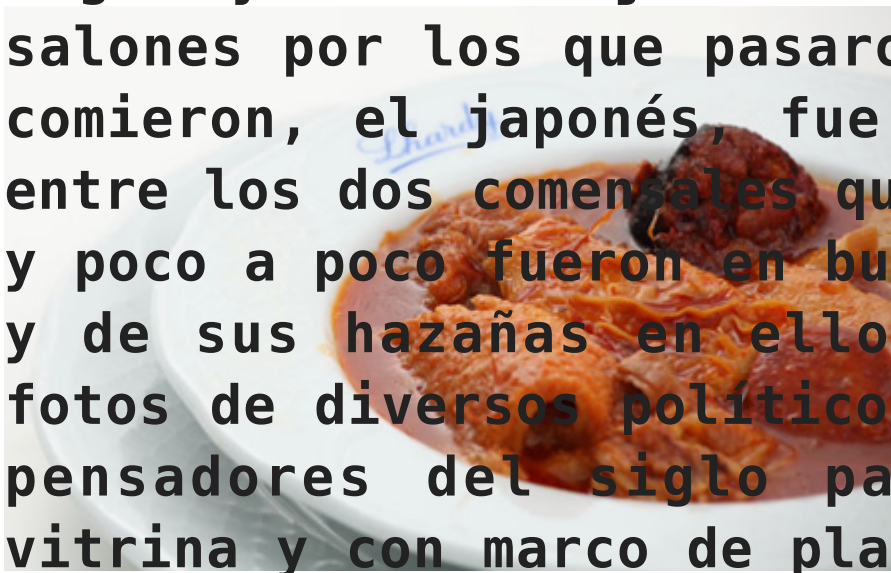 salones por los que pasaro
comieron, el japonés, fue
Lhardy
entre los dos comensales qu
y poco a poco fueron en bu
y de sus hazañas en ello
fotos de diversos político
pensadores del siglo pa
vitrina y con marco de pla